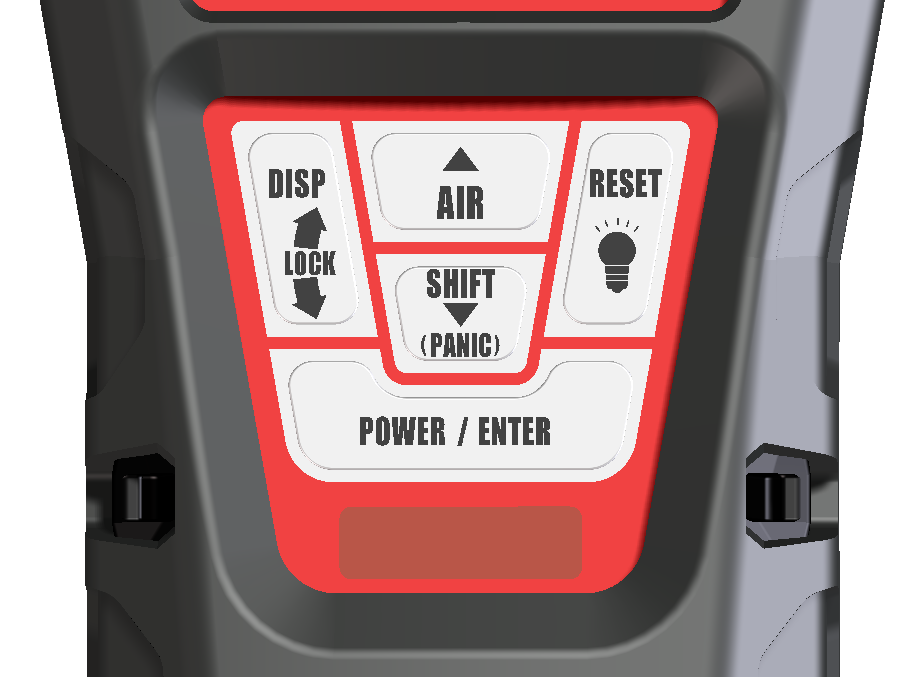 DISP
LOCK
AIR
SHIFT
(PANIC)
RESET
POWER / ENTER